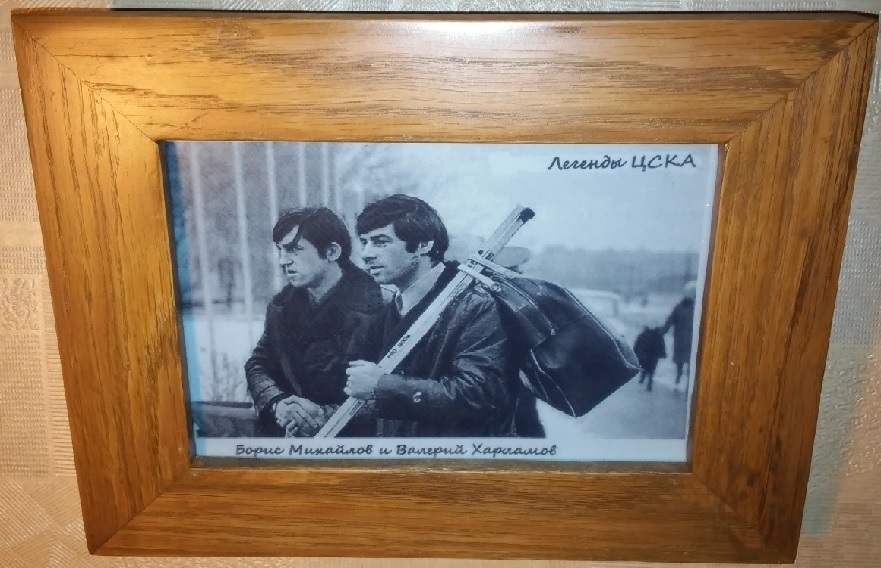 Легенды ЦСКА
Борис Михайлов и Валерий Харламов